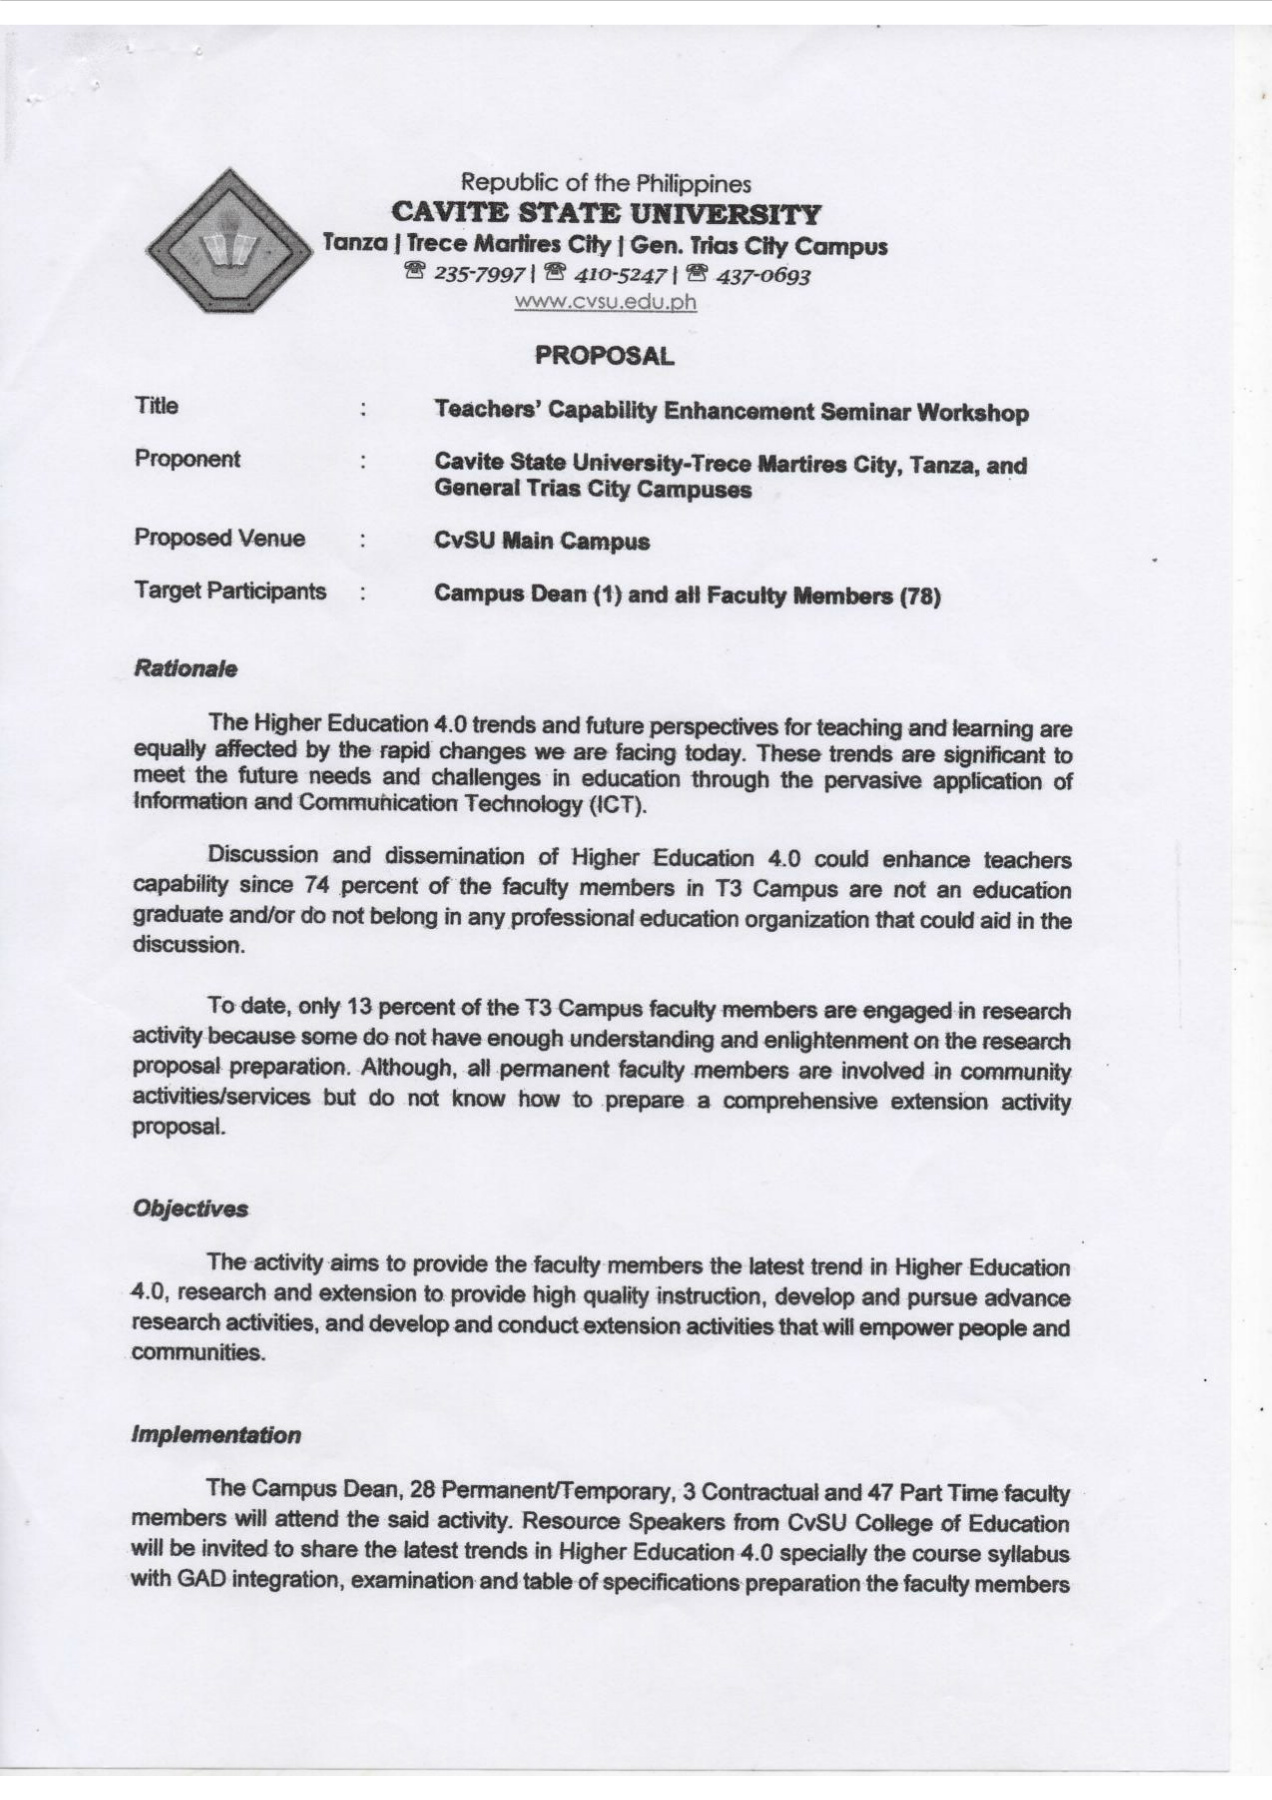 Republic of the Philippines
CAVITE STATE UNIVERSITY
Tanza | Trece Martires City | Gen. Trias City Campus
☎ 235-7997 | ☎ 410-5247 | ☎ 437-0693
www.cvsu.edu.ph
PROPOSAL
Title : Teachers' Capability Enhancement Seminar Workshop
Proponent : Cavite State University-Trece Martires City, Tanza, and
General Trias City Campuses
Proposed Venue : CvSU Main Campus
Target Participants : Campus Dean (1) and all Faculty Members (78)
Rationale
The Higher Education 4.0 trends and future perspectives for teaching and learning are
equally affected by the rapid changes we are facing today. These trends are significant to
meet the future needs and challenges in education through the pervasive application of
Information and Communication Technology (ICT).
Discussion and dissemination of Higher Education 4.0 could enhance teachers
capability since 74 percent of the faculty members in T3 Campus are not an education
graduate and/or do not belong in any professional education organization that could aid in the
discussion.
To date, only 13 percent of the T3 Campus faculty members are engaged in research
activity because some do not have enough understanding and enlightenment on the research
proposal preparation. Although, all permanent faculty members are involved in community
activities/services but do not know how to prepare a comprehensive extension activity
proposal.
Objectives
The activity aims to provide the faculty members the latest trend in Higher Education
4.0, research and extension to provide high quality instruction, develop and pursue advance
research activities, and develop and conduct extension activities that will empower people and
communities.
Implementation
The Campus Dean, 28 Permanent/Temporary, 3 Contractual and 47 Part Time faculty
members will attend the said activity. Resource Speakers from CvSU College of Education
will be invited to share the latest trends in Higher Education 4.0 specially the course syllabus
with GAD integration, examination and table of specifications preparation the faculty members